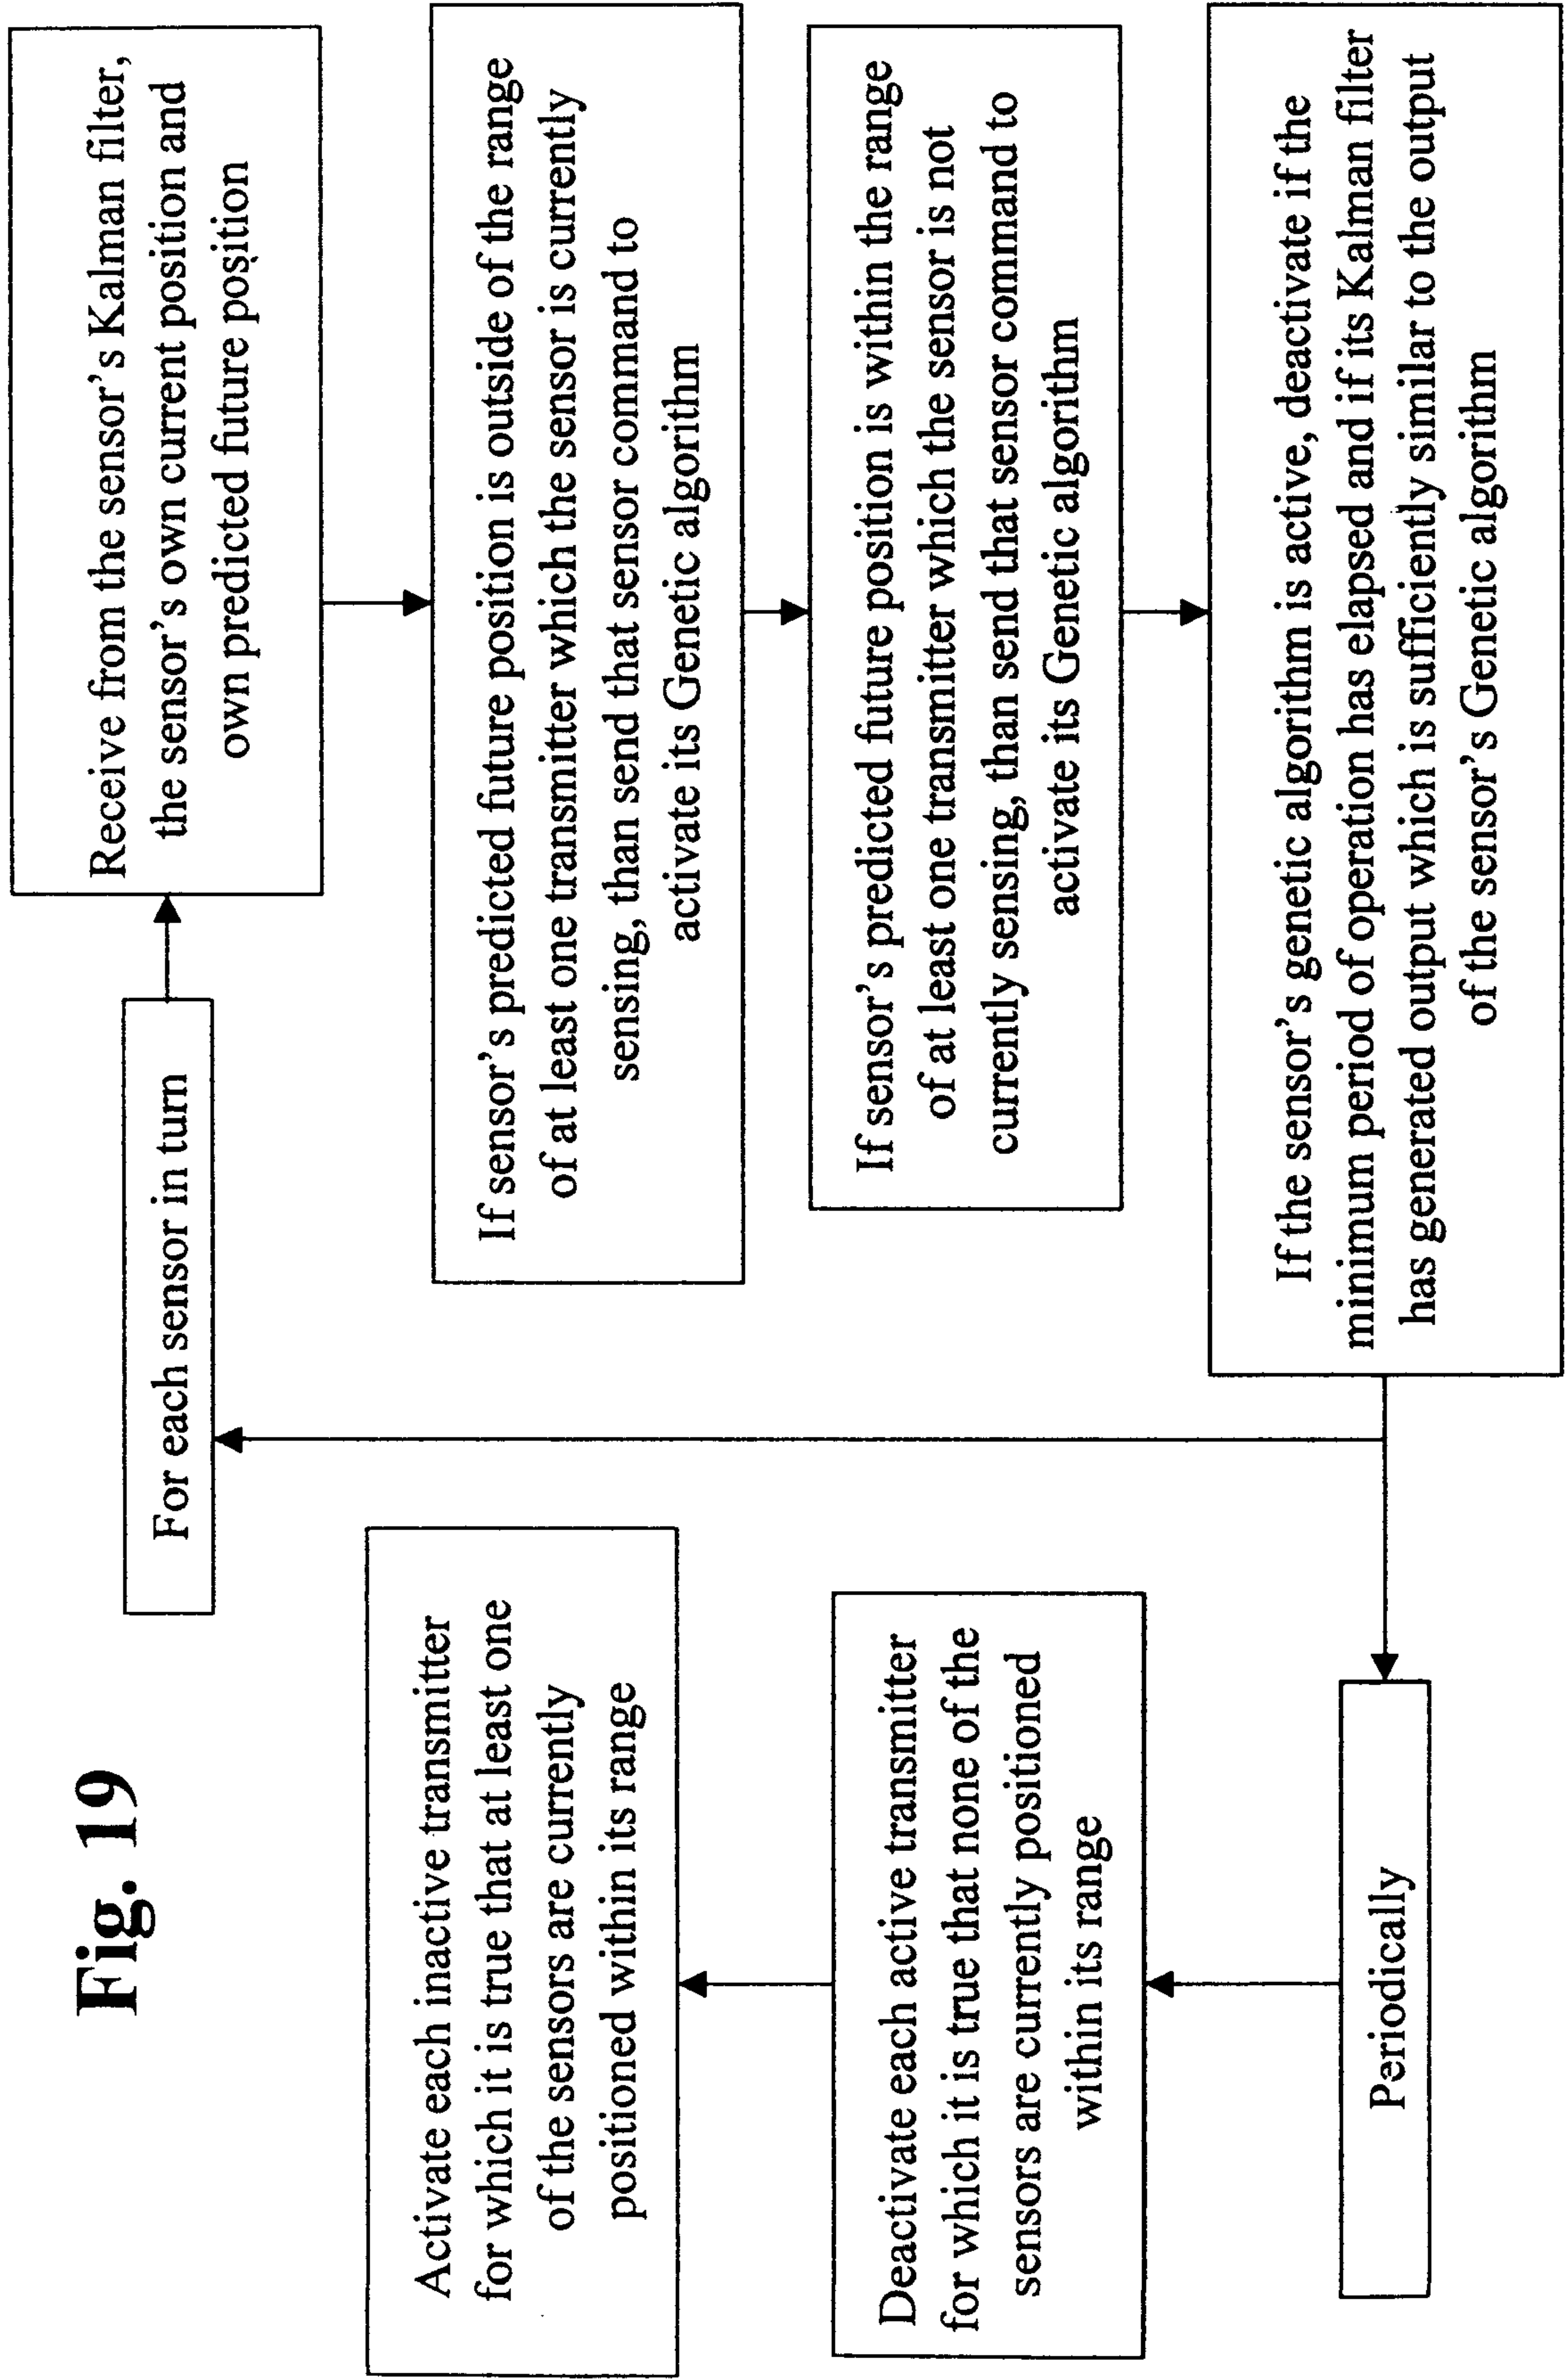 Fig. 19
For each sensor in turn
Receive from the sensor's Kalman filter,
the sensor's own current position and
own predicted future position
If sensor's predicted future position is outside of the range
of at least one transmitter which the sensor is currently
sensing, than send that sensor command to
activate its Genetic algorithm
If sensor's predicted future position is within the range
of at least one transmitter which the sensor is not
currently sensing, than send that sensor command to
activate its Genetic algorithm
If the sensor's genetic algorithm is active, deactivate if the
minimum period of operation has elapsed and if its Kalman filter
has generated output which is sufficiently similar to the output
of the sensor's Genetic algorithm
Periodically
Deactivate each active transmitter
for which it is true that none of the
sensors are currently positioned
within its range
Activate each inactive transmitter
for which it is true that at least one
of the sensors are currently
positioned within its range